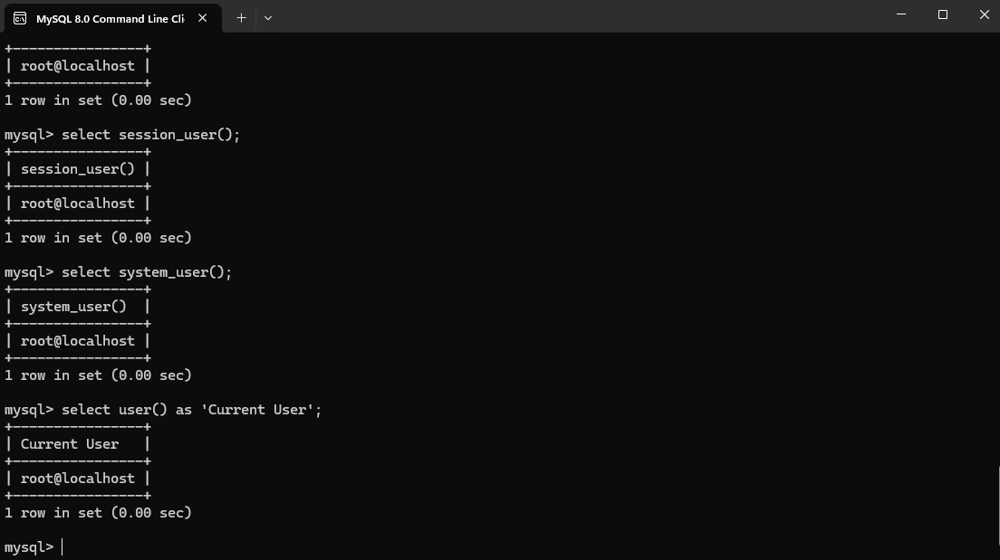 MySQL 8.0 Command Line Cli
+----------------+
| root@localhost |
+----------------+
1 row in set (0.00 sec)
mysql> select session_user();
+----------------+
| session_user() |
+----------------+
| root@localhost |
+----------------+
1 row in set (0.00 sec)
mysql> select system_user();
+----------------+
| system_user()  |
+----------------+
| root@localhost |
+----------------+
1 row in set (0.00 sec)
mysql> select user() as 'Current User';
+----------------+
| Current User   |
+----------------+
| root@localhost |
+----------------+
1 row in set (0.00 sec)
mysql>